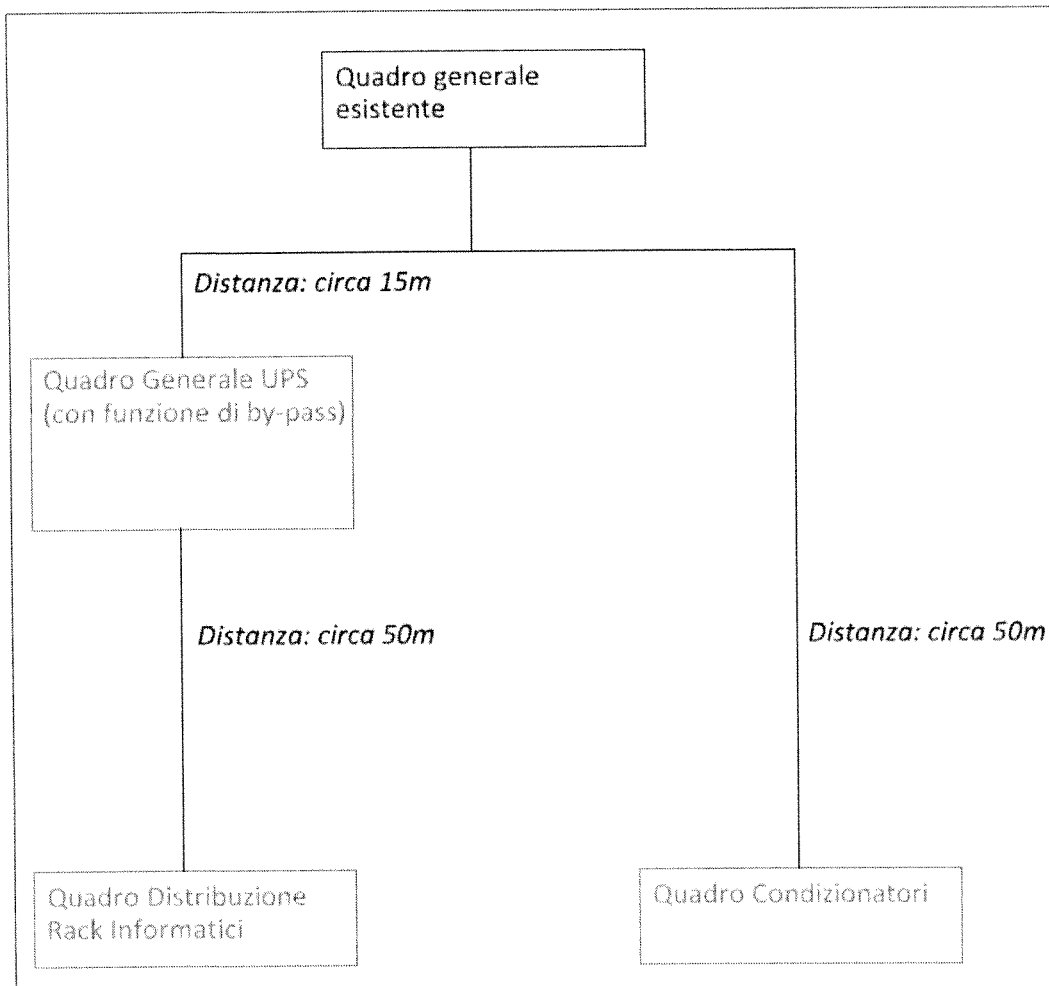 Quadro generale
esistente
Distanza: circa 15m
Quadro Generale UPS
(con funzione di by-pass)
Distanza: circa 50m
Distanza: circa 50m
Quadro Distribuzione
Rack Informatici
Quadro Condizionatori